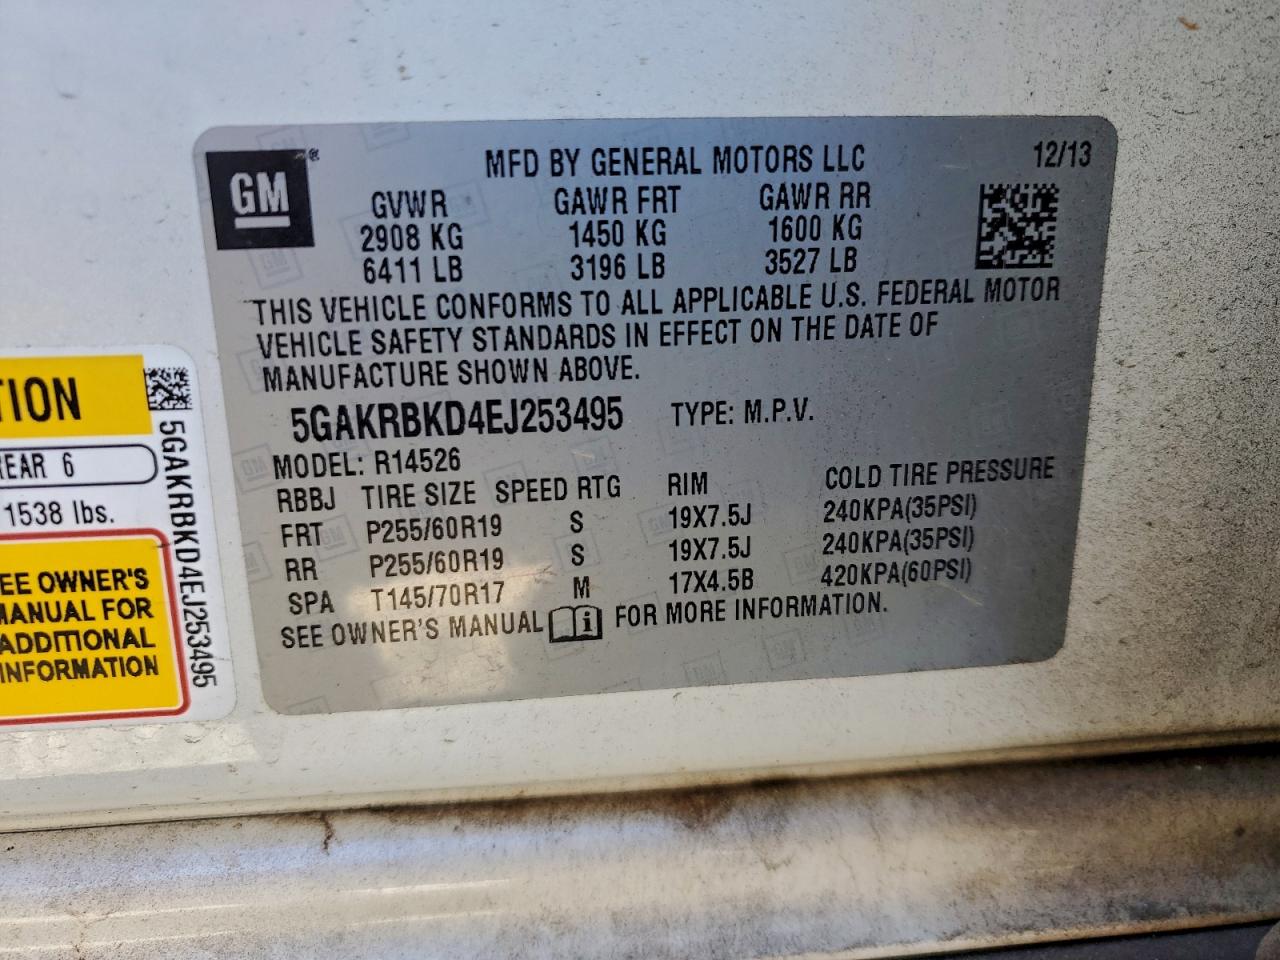 GM®
MFD BY GENERAL MOTORS LLC 12/13
GVWR GAWR FRT GAWR RR
2908 KG 1450 KG 1600 KG
6411 LB 3196 LB 3527 LB
THIS VEHICLE CONFORMS TO ALL APPLICABLE U.S. FEDERAL MOTOR
VEHICLE SAFETY STANDARDS IN EFFECT ON THE DATE OF
MANUFACTURE SHOWN ABOVE.
5GAKRBKD4EJ253495 TYPE: M.P.V.
MODEL: R14526
RBBJ TIRE SIZE SPEED RTG RIM COLD TIRE PRESSURE
FRT P255/60R19 S 19X7.5J 240KPA(35PSI)
RR P255/60R19 S 19X7.5J 240KPA(35PSI)
SPA T145/70R17 M 17X4.5B 420KPA(60PSI)
SEE OWNER'S MANUAL i FOR MORE INFORMATION.
TION
REAR 6
1538 lbs.
EE OWNER'S
MANUAL FOR
ADDITIONAL
INFORMATION
5GAKRBKD4EJ253495